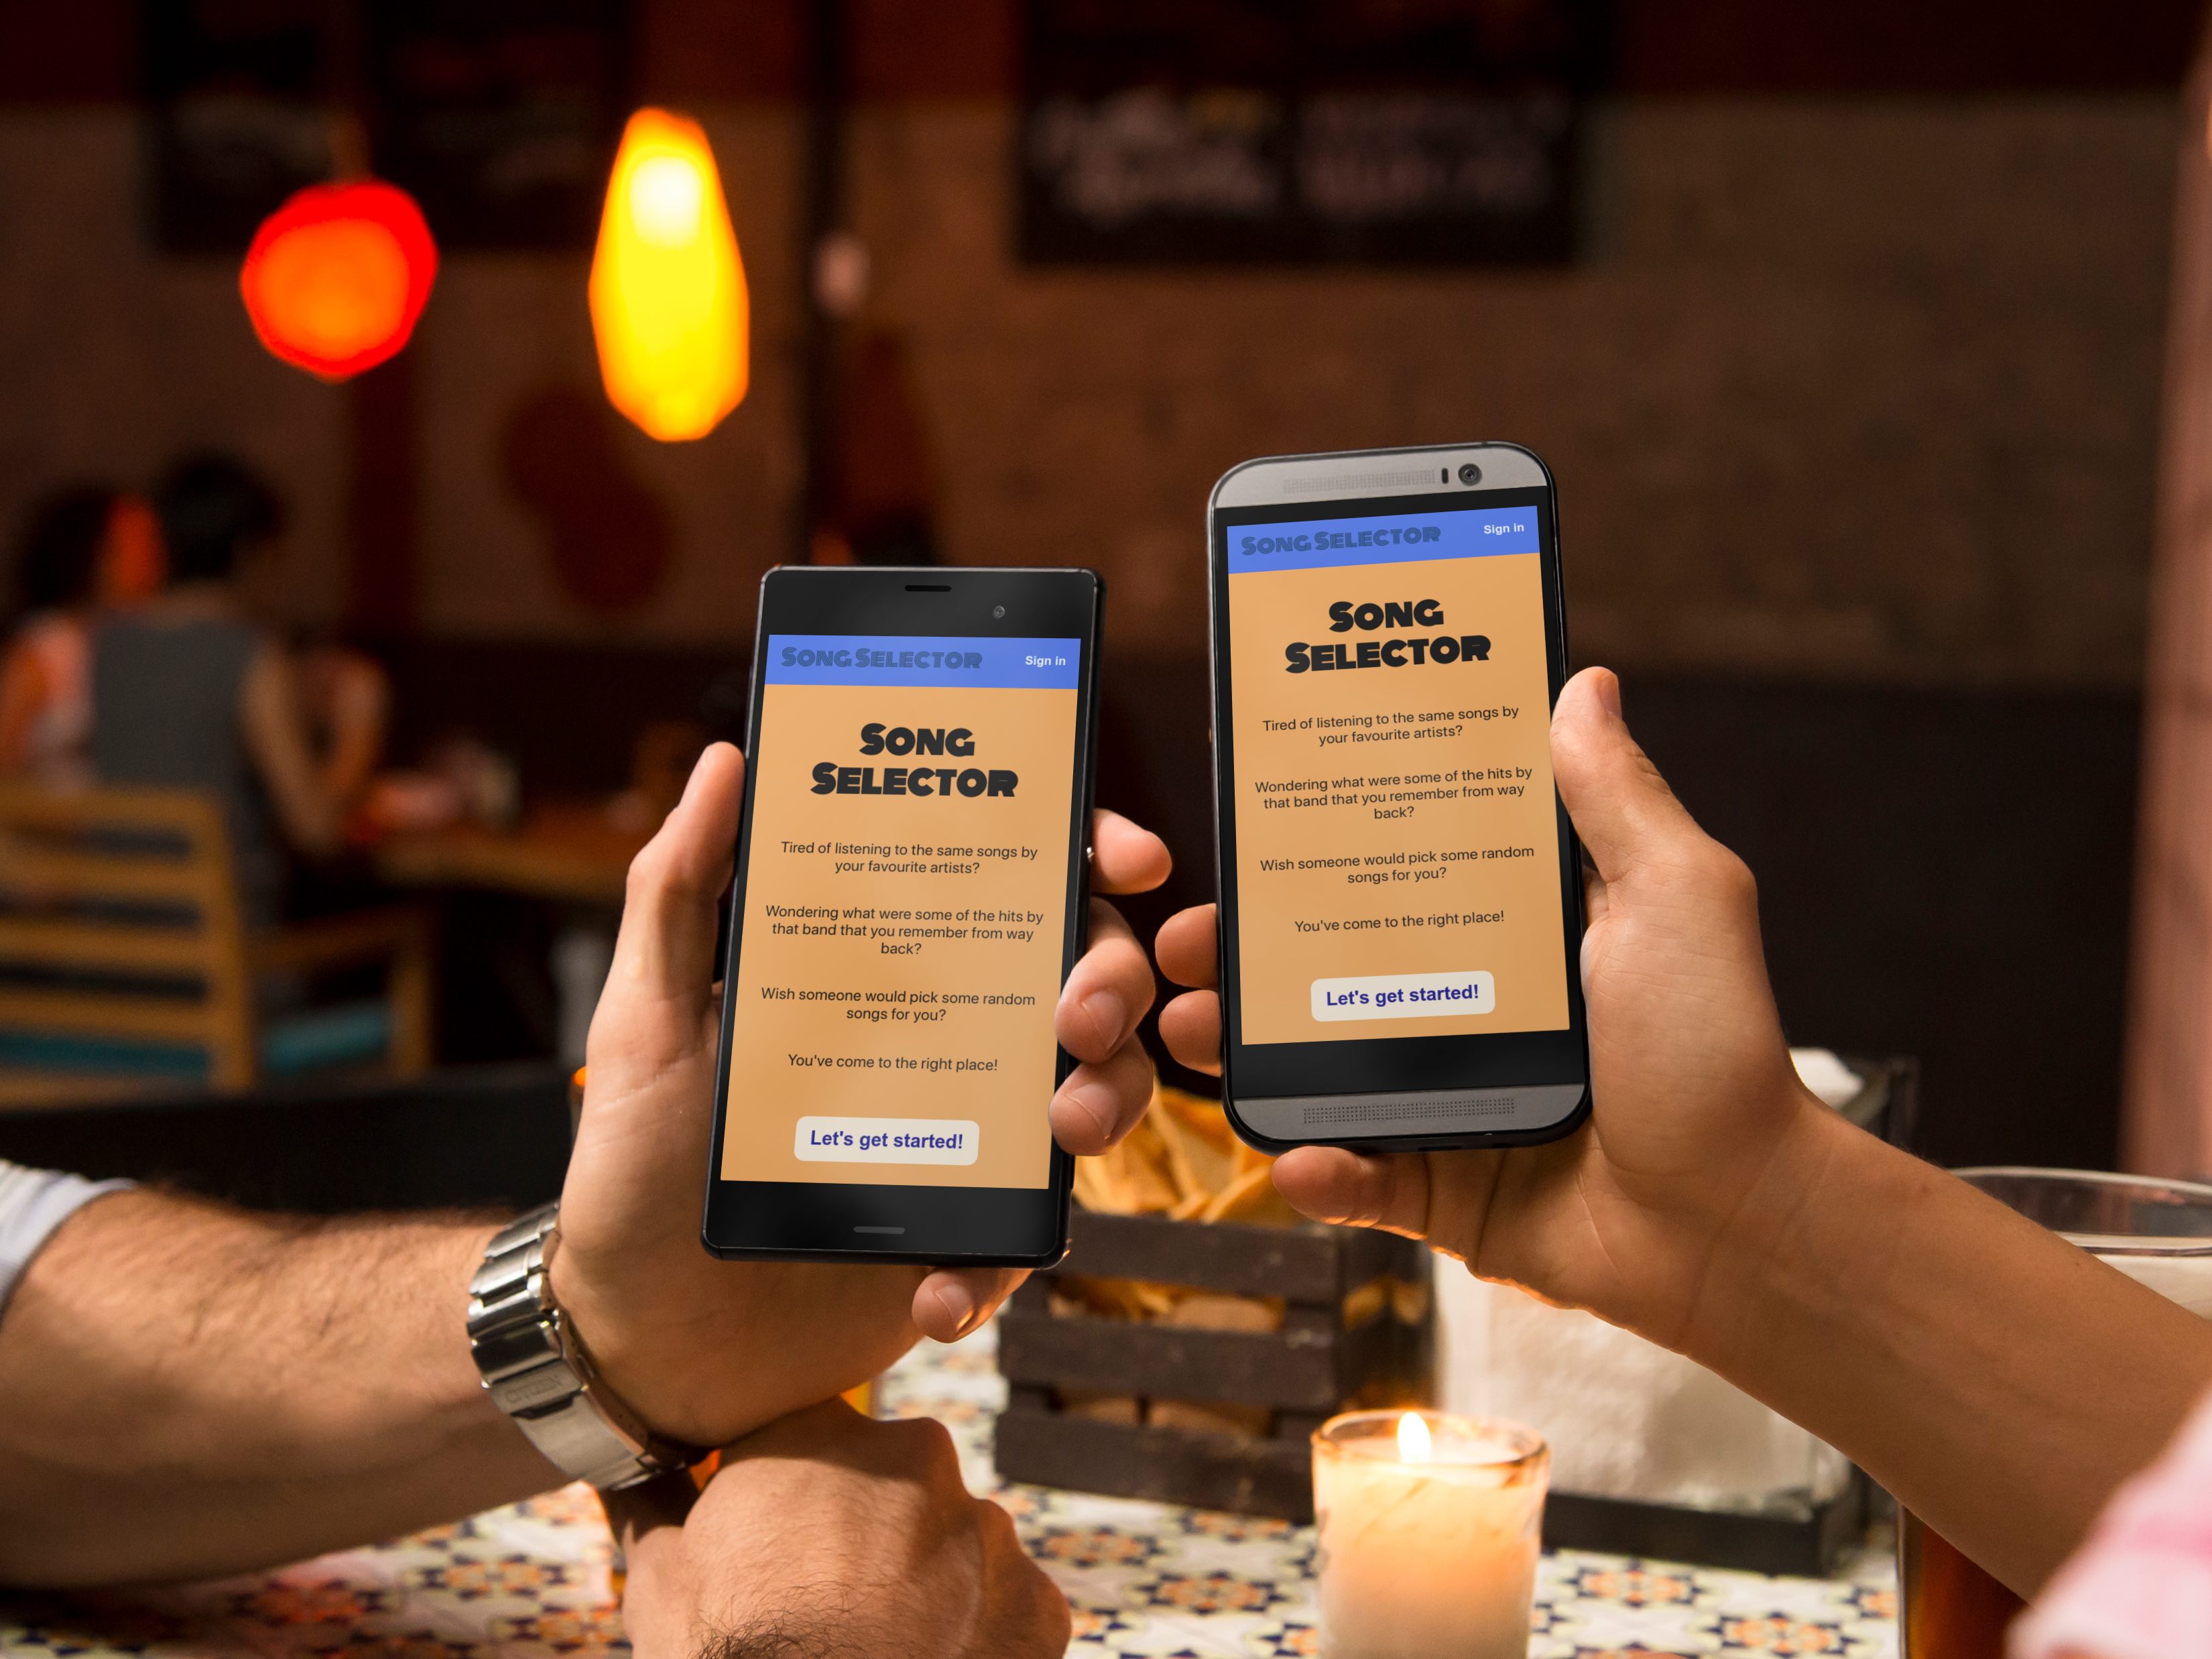 SONG SELECTOR Sign in
SONG
SELECTOR
Tired of listening to the same songs by
your favourite artists?
Wondering what were some of the hits by
that band that you remember from way
back?
Wish someone would pick some random
songs for you?
You've come to the right place!
Let's get started!
SONG SELECTOR Sign in
SONG
SELECTOR
Tired of listening to the same songs by
your favourite artists?
Wondering what were some of the hits by
that band that you remember from way
back?
Wish someone would pick some random
songs for you?
You've come to the right place!
Let's get started!
CITIZEN